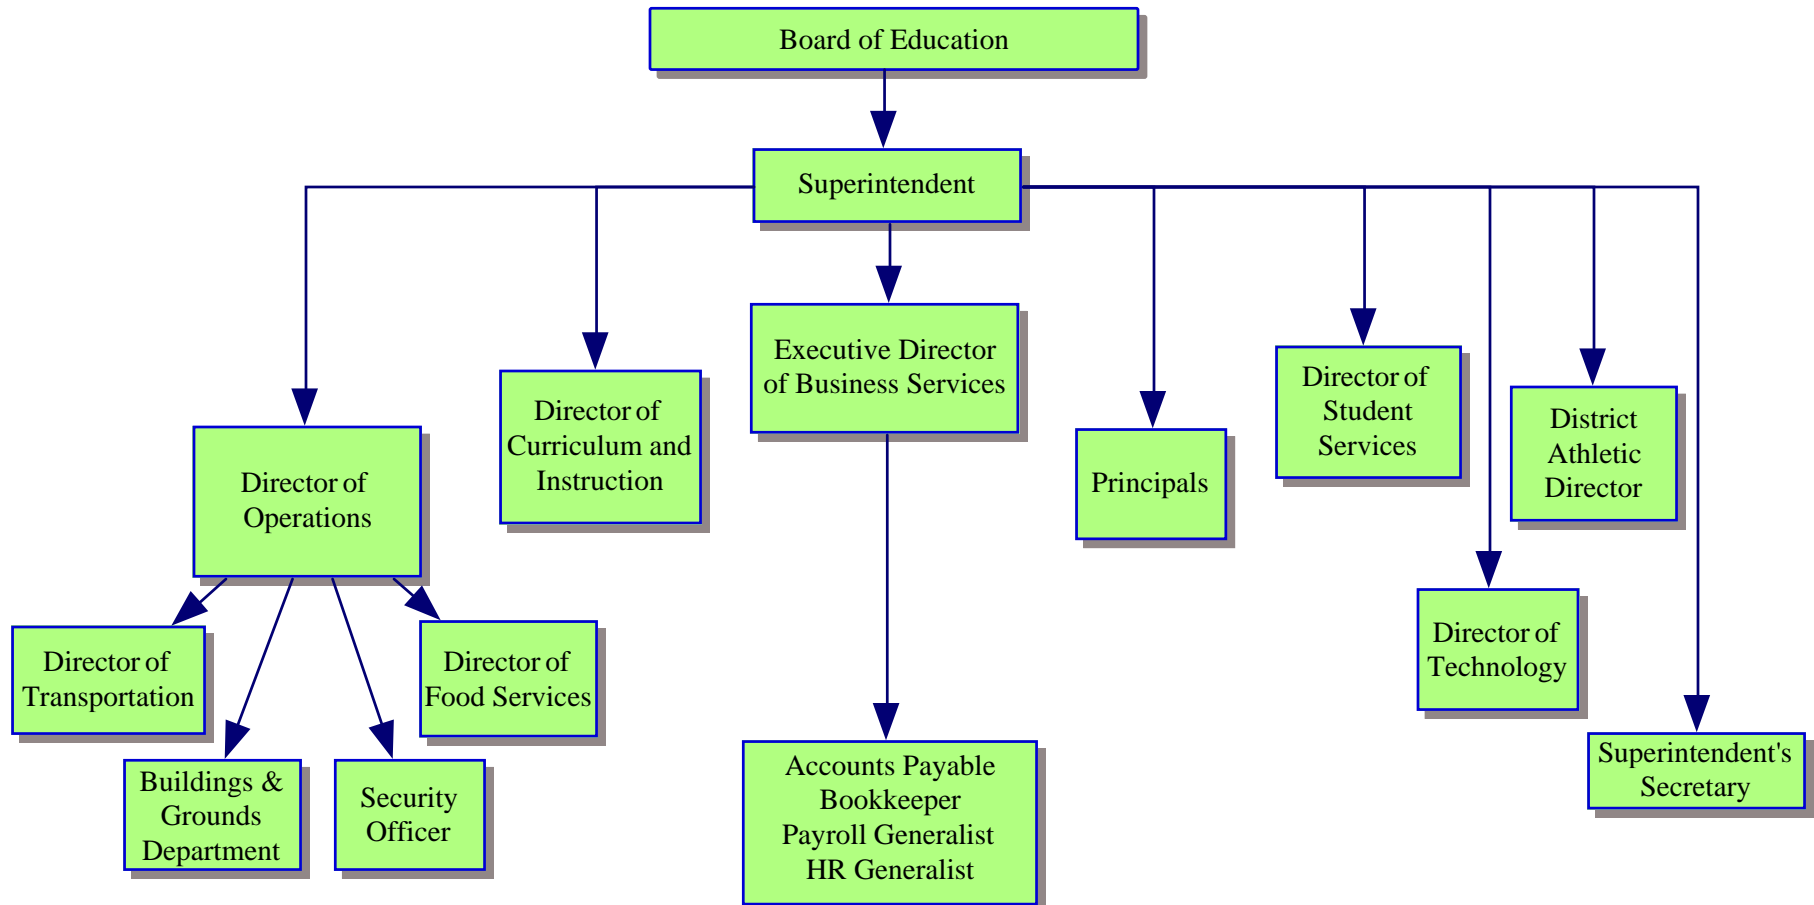 Board of Education
Superintendent
Executive Director
of Business Services
Director of
Curriculum and
Instruction
Director of
Operations
Principals
Director of
Student
Services
District
Athletic
Director
Director of
Technology
Superintendent's
Secretary
Director of
Transportation
Buildings &
Grounds
Department
Security
Officer
Director of
Food Services
Accounts Payable
Bookkeeper
Payroll Generalist
HR Generalist